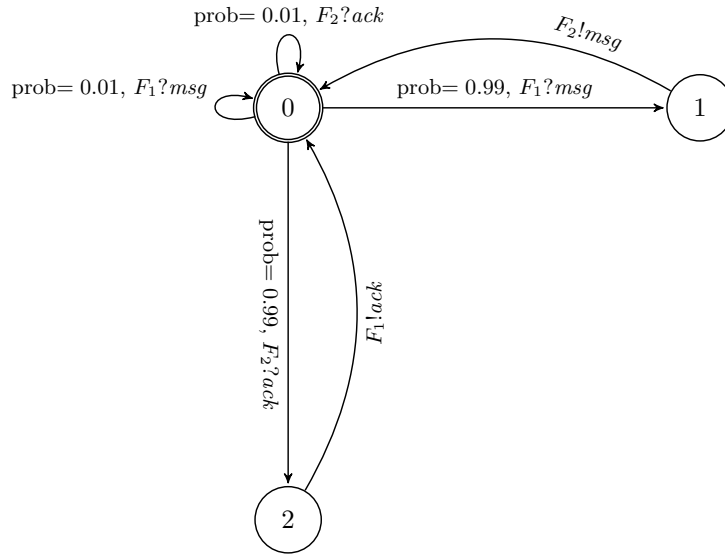 prob= 0.01, F₂?ack
F₂!msg
prob= 0.01, F₁?msg
0
prob= 0.99, F₁?msg
1
prob= 0.99, F₂?ack
F₁!ack
2